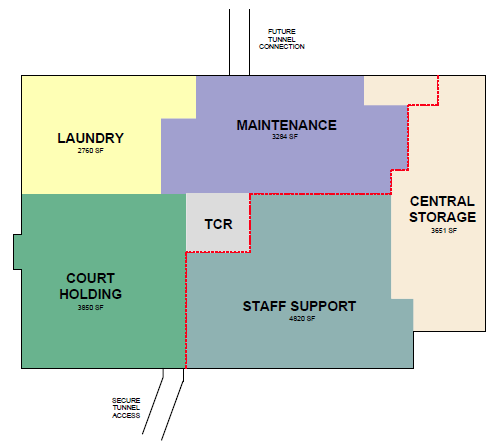 FUTURE
TUNNEL
CONNECTION
LAUNDRY
2760 SF
MAINTENANCE
3284 SF
CENTRAL
STORAGE
3651 SF
TCR
COURT
HOLDING
3850 SF
STAFF SUPPORT
4820 SF
SECURE
TUNNEL
ACCESS